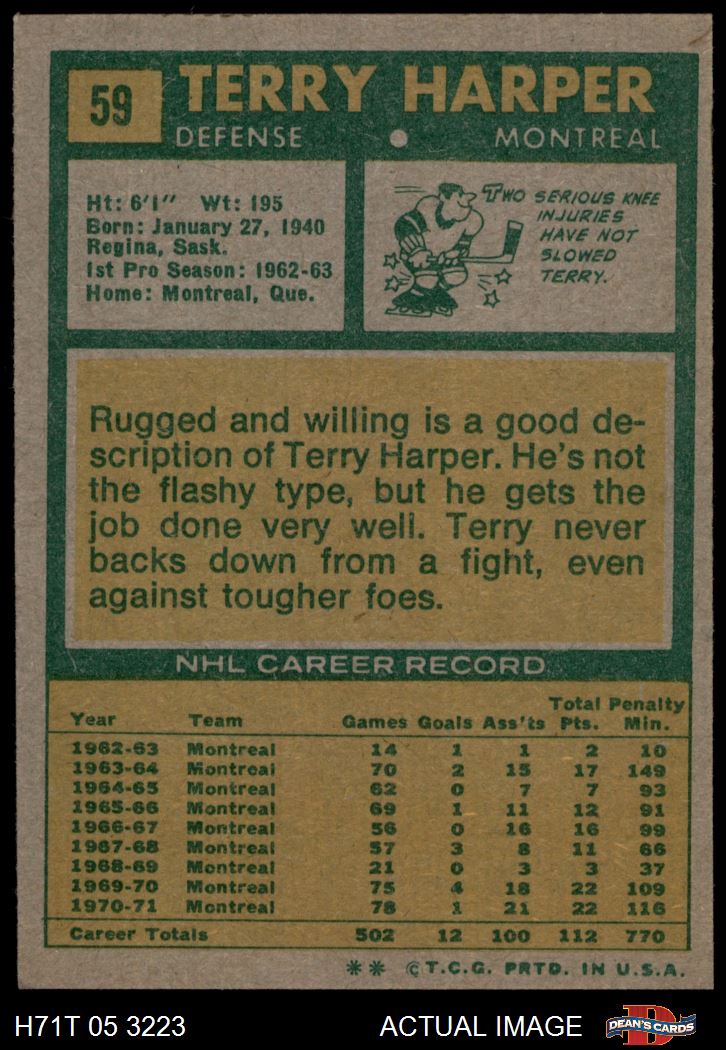 59
TERRY HARPER
DEFENSE MONTREAL
Ht: 6'1" Wt: 195
Born: January 27, 1940
Regina, Sask.
1st Pro Season: 1962-63
Home: Montreal, Que.
TWO SERIOUS KNEE
INJURIES
HAVE NOT
SLOWED
TERRY.
Rugged and willing is a good de-
scription of Terry Harper. He's not
the flashy type, but he gets the
job done very well. Terry never
backs down from a fight, even
against tougher foes.
NHL CAREER RECORD
Year Team Games Goals Ass'ts Total Pts. Penalty Min.
1962-63 Montreal 14 1 1 2 10
1963-64 Montreal 70 2 15 17 149
1964-65 Montreal 62 0 7 7 93
1965-66 Montreal 69 1 11 12 91
1966-67 Montreal 56 0 16 16 99
1967-68 Montreal 57 3 8 11 66
1968-69 Montreal 21 0 3 3 37
1969-70 Montreal 75 4 18 22 109
1970-71 Montreal 78 1 21 22 116
Career Totals 502 12 100 112 770
** © T.C.G. PRTD. IN U.S.A.
H71T 05 3223 ACTUAL IMAGE D DEAN'S CARDS